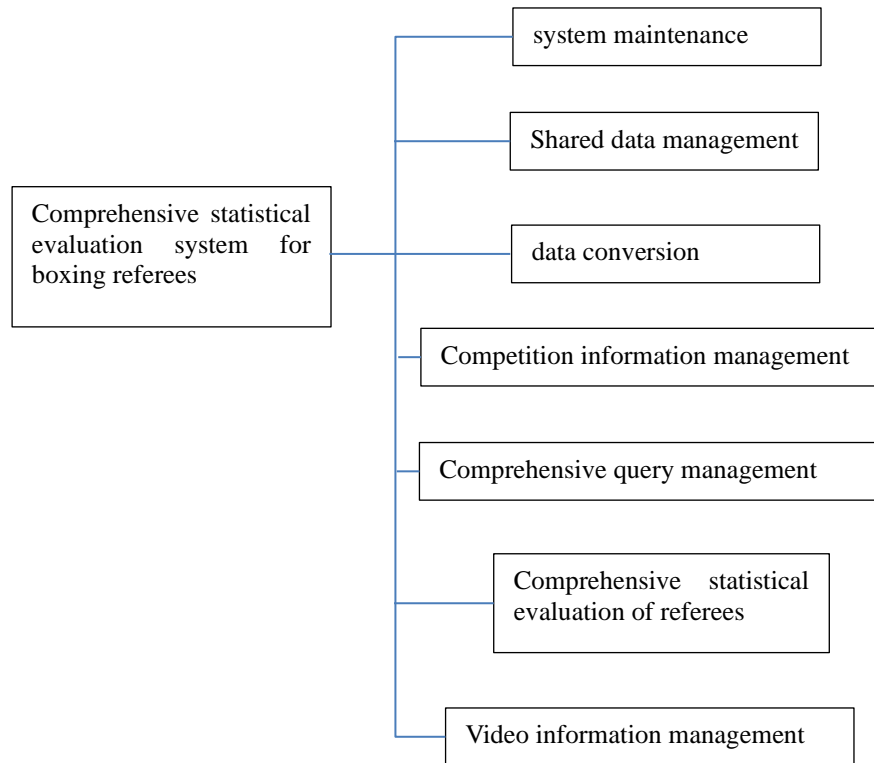 system maintenance
Shared data management
Comprehensive statistical
evaluation system for
boxing referees
data conversion
Competition information management
Comprehensive query management
Comprehensive statistical
evaluation of referees
Video information management